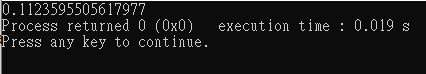 0.1123595505617977
Process returned 0 (0x0)   execution time : 0.019 s
Press any key to continue.